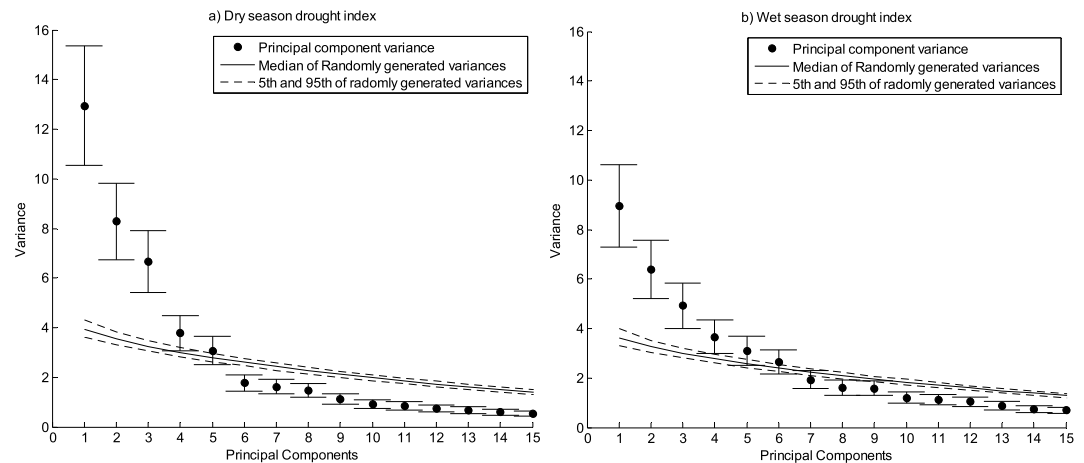 a) Dry season drought index
Principal component variance
Median of Randomly generated variances
5th and 95th of radomly generated variances
16
14
12
10
8
6
4
2
0
Variance
0 1 2 3 4 5 6 7 8 9 10 11 12 13 14 15
Principal Components
b) Wet season drought index
Principal component variance
Median of Randomly generated variances
5th and 95th of radomly generated variances
16
14
12
10
8
6
4
2
0
Variance
0 1 2 3 4 5 6 7 8 9 10 11 12 13 14 15
Principal Components